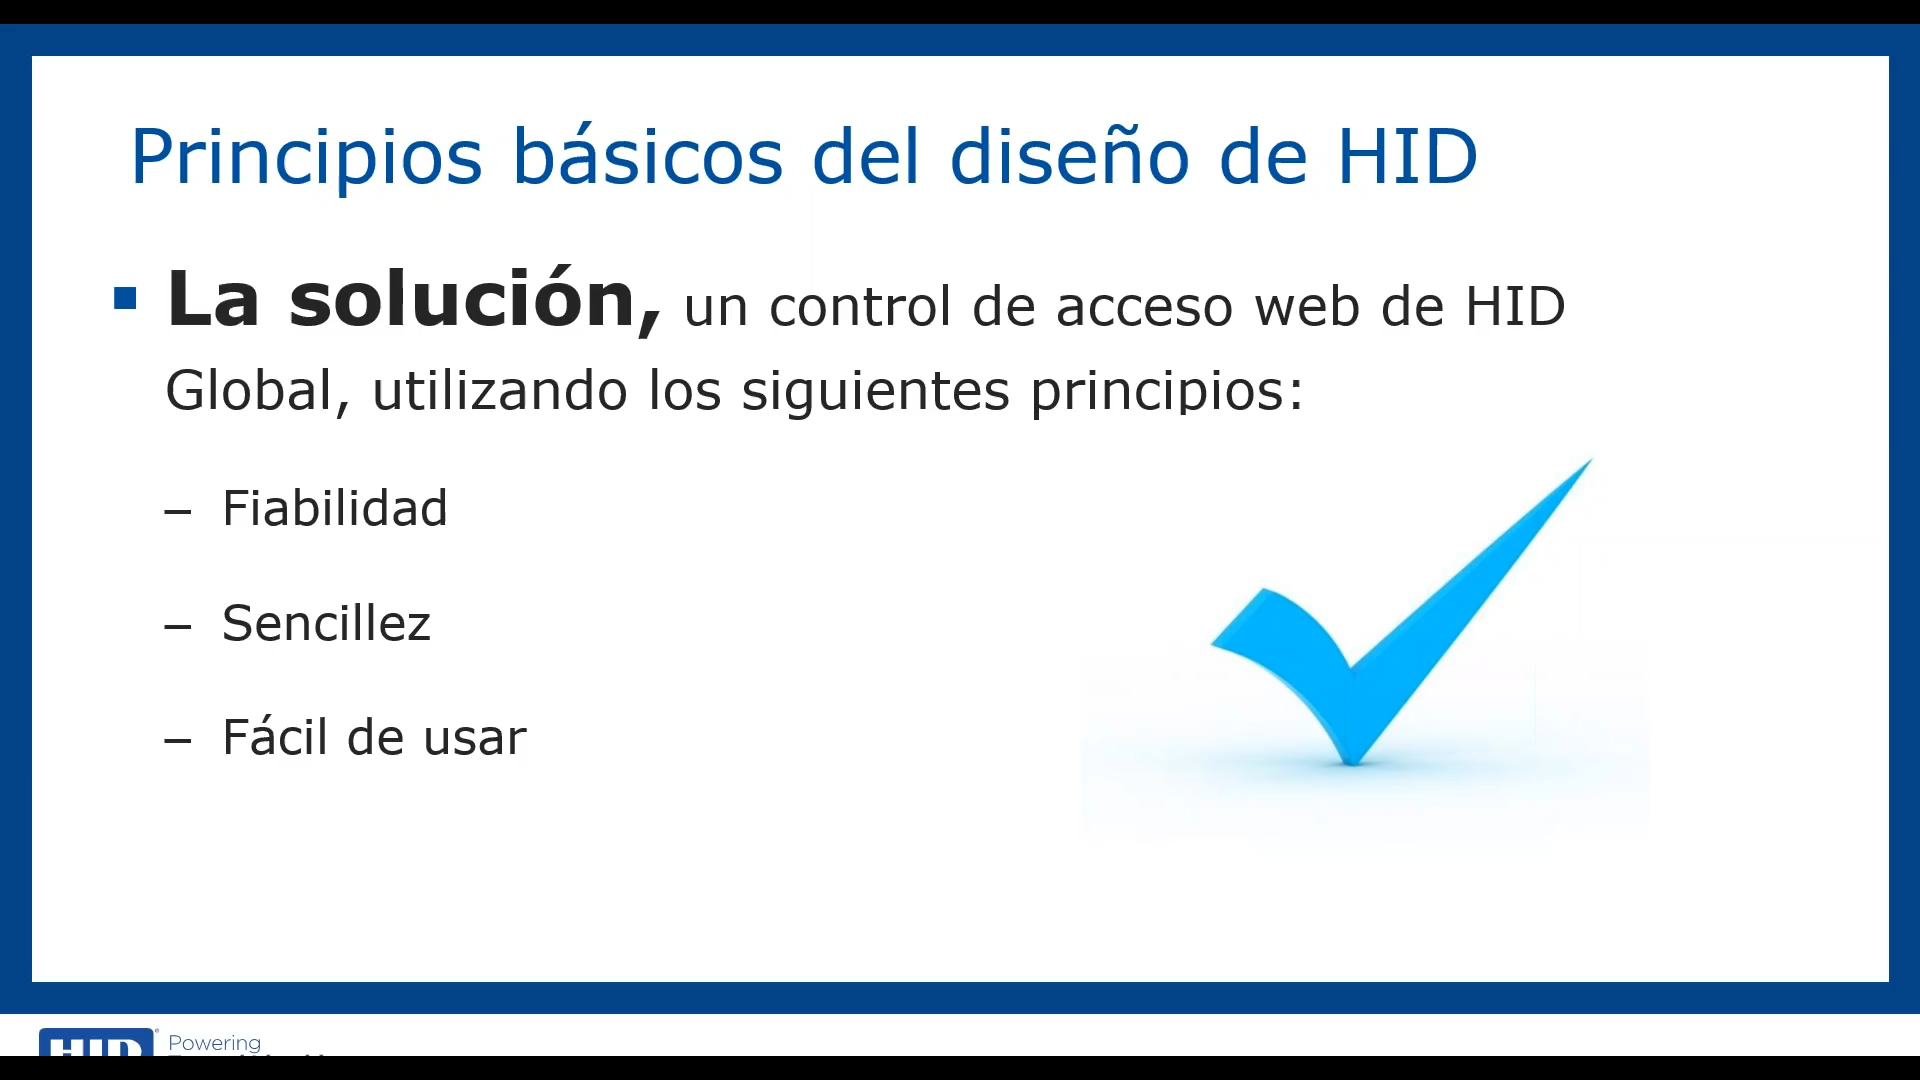 Principios básicos del diseño de HID
▪ La solución, un control de acceso web de HID
Global, utilizando los siguientes principios:
– Fiabilidad
– Sencillez
– Fácil de usar
HID® Powering